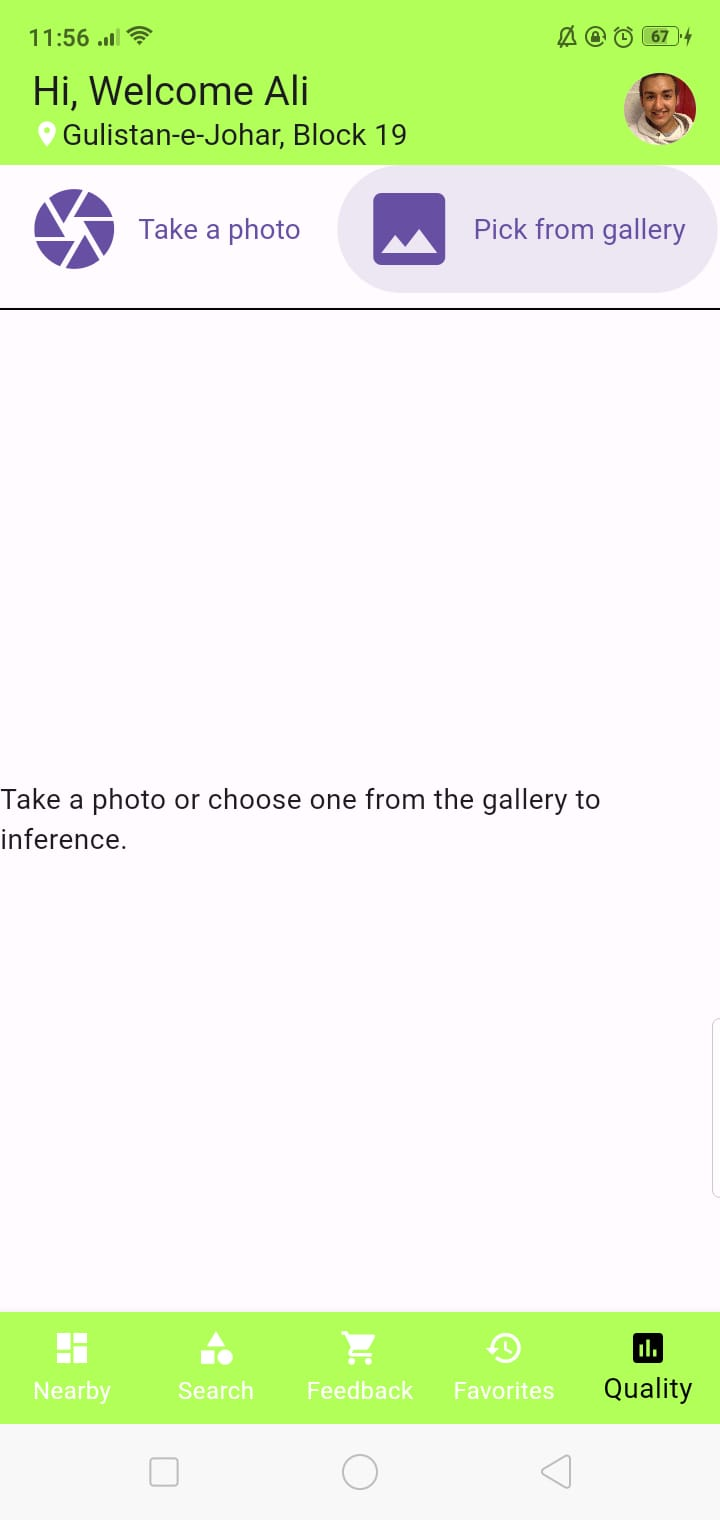 11:56
67
Hi, Welcome Ali
Gulistan-e-Johar, Block 19
Take a photo
Pick from gallery
Take a photo or choose one from the gallery to
inference.
Nearby
Search
Feedback
Favorites
Quality